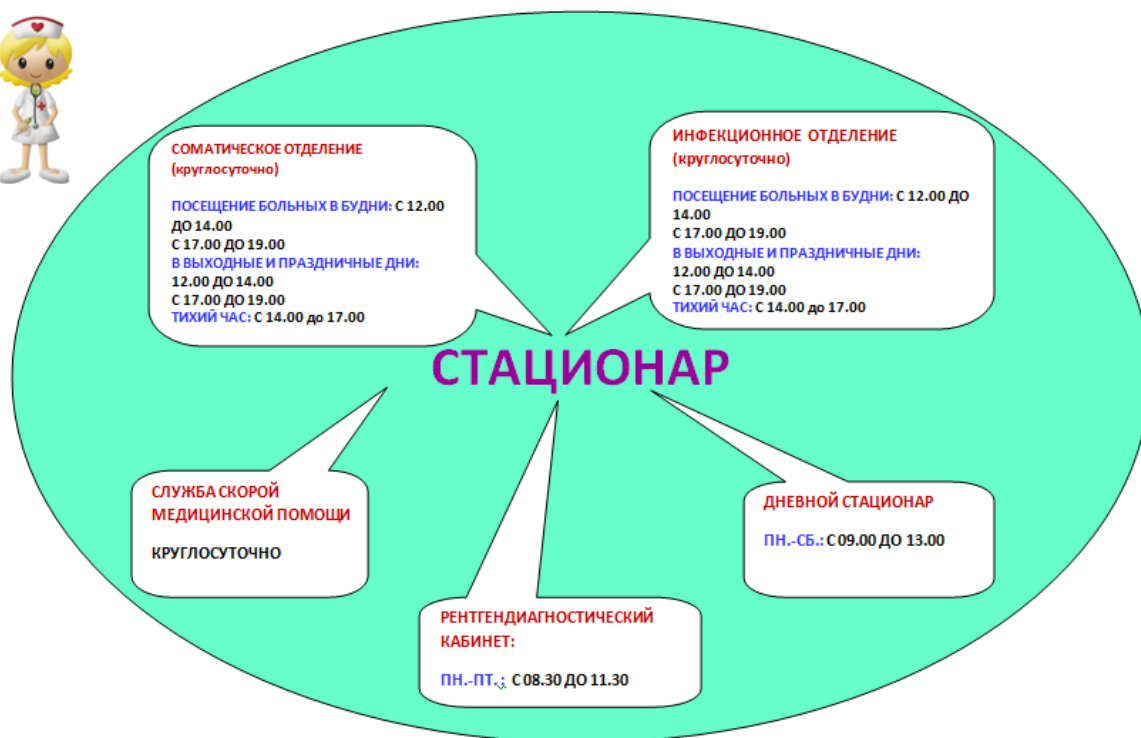 СОМАТИЧЕСКОЕ ОТДЕЛЕНИЕ
(круглосуточно)
ПОСЕЩЕНИЕ БОЛЬНЫХ В БУДНИ: С 12.00
ДО 14.00
С 17.00 ДО 19.00
В ВЫХОДНЫЕ И ПРАЗДНИЧНЫЕ ДНИ:
12.00 ДО 14.00
С 17.00 ДО 19.00
ТИХИЙ ЧАС: С 14.00 до 17.00
ИНФЕКЦИОННОЕ ОТДЕЛЕНИЕ
(круглосуточно)
ПОСЕЩЕНИЕ БОЛЬНЫХ В БУДНИ: С 12.00 ДО
14.00
С 17.00 ДО 19.00
В ВЫХОДНЫЕ И ПРАЗДНИЧНЫЕ ДНИ:
12.00 ДО 14.00
С 17.00 ДО 19.00
ТИХИЙ ЧАС: С 14.00 до 17.00
СТАЦИОНАР
СЛУЖБА СКОРОЙ
МЕДИЦИНСКОЙ ПОМОЩИ
КРУГЛОСУТОЧНО
РЕНТГЕНДИАГНОСТИЧЕСКИЙ
КАБИНЕТ:
ПН.-ПТ.; С 08.30 ДО 11.30
ДНЕВНОЙ СТАЦИОНАР
ПН.-СБ.: С 09.00 ДО 13.00